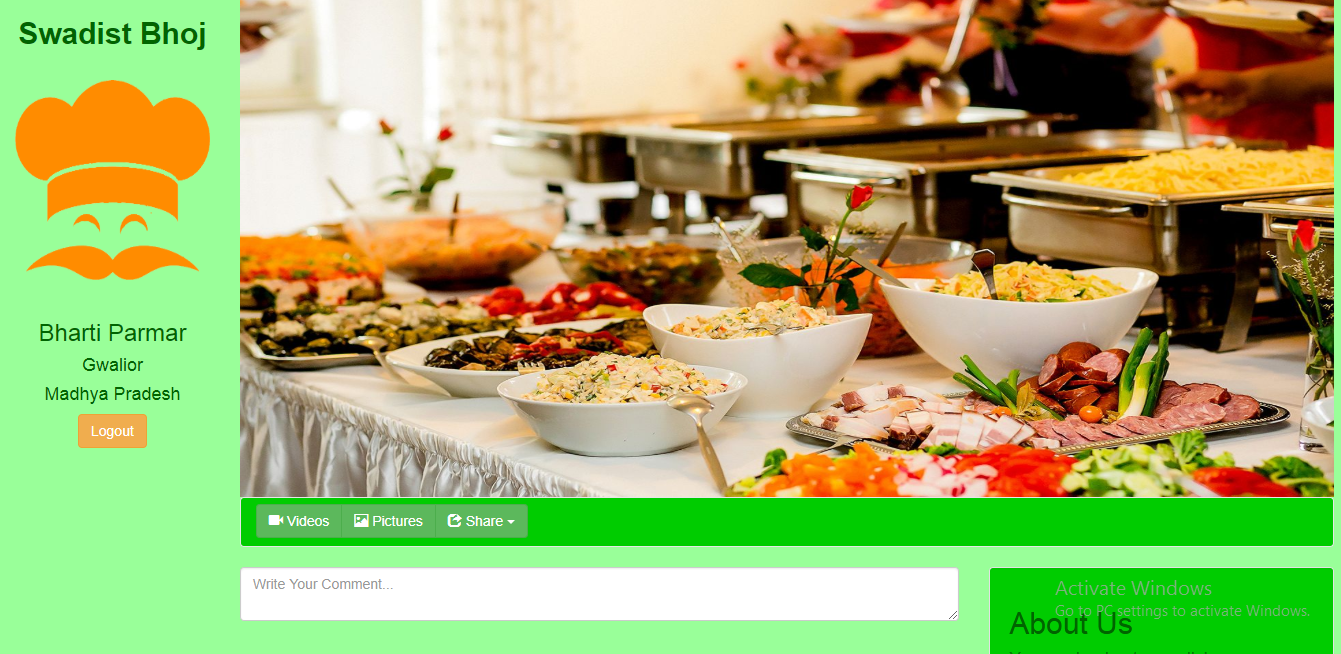 Swadist Bhoj
Bharti Parmar
Gwalior
Madhya Pradesh
Logout
Videos Pictures Share
Write Your Comment...
Activate Windows
Go to PC settings to activate Windows.
About Us